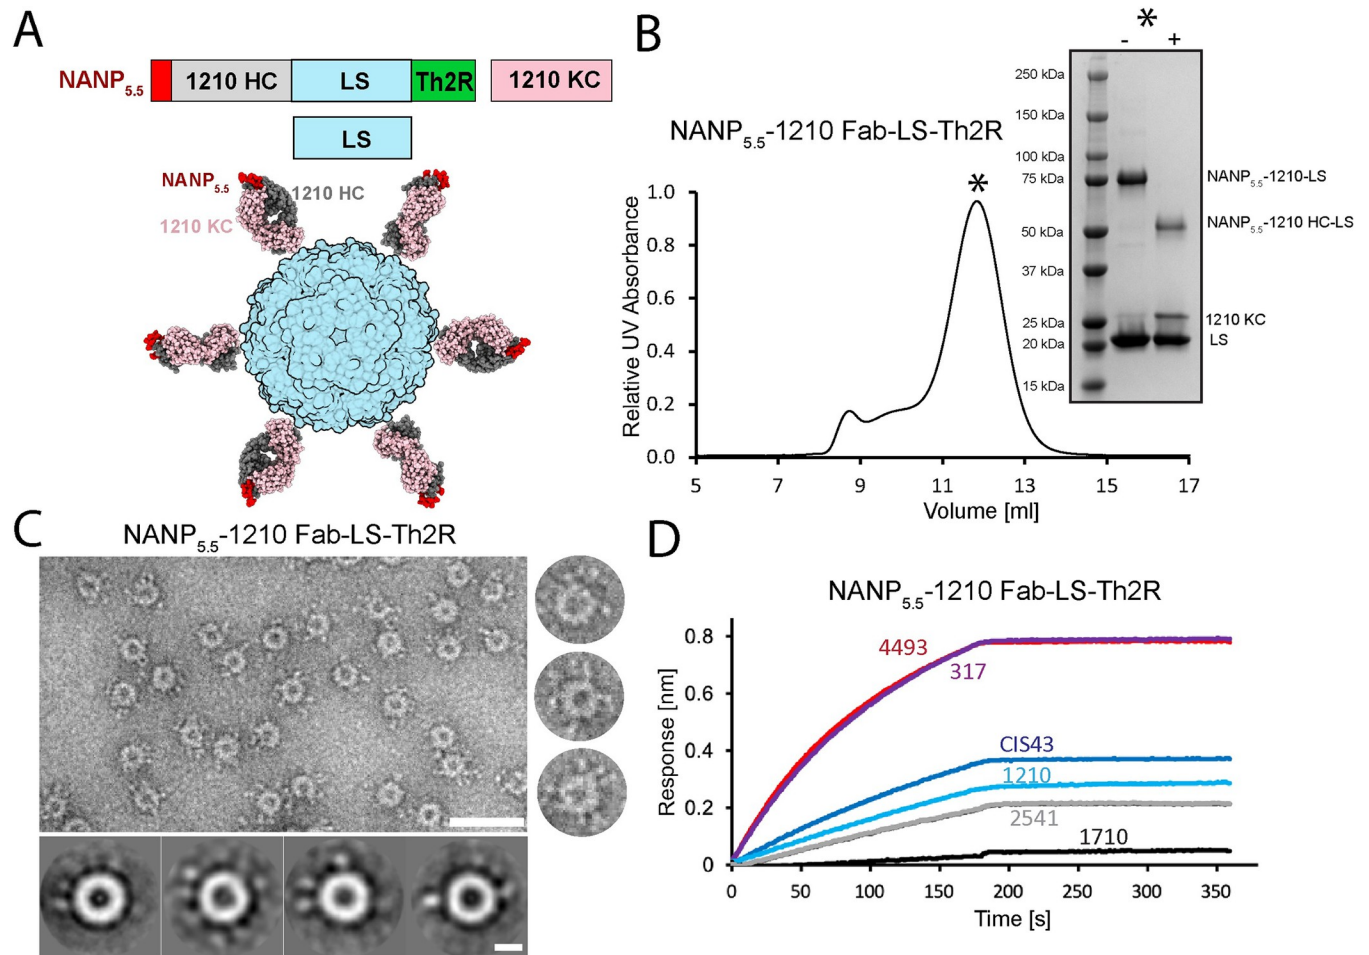 A
NANP5.5 1210 HC LS Th2R 1210 KC
LS
NANP5.5
1210 HC
1210 KC
B
*
- +
NANP5.5-1210 Fab-LS-Th2R
*
250 kDa
150 kDa
100 kDa
75 kDa
50 kDa
37 kDa
25 kDa
20 kDa
15 kDa
NANP5.5-1210-LS
NANP5.5-1210 HC-LS
1210 KC
LS
Relative UV Absorbance
1.0
0.8
0.6
0.4
0.2
0.0
5 7 9 11 13 15 17
Volume [ml]
C
NANP5.5-1210 Fab-LS-Th2R
D
NANP5.5-1210 Fab-LS-Th2R
Response [nm]
0.8
0.6
0.4
0.2
0
4493
317
CIS43
1210
2541
1710
0 50 100 150 200 250 300 350
Time [s]